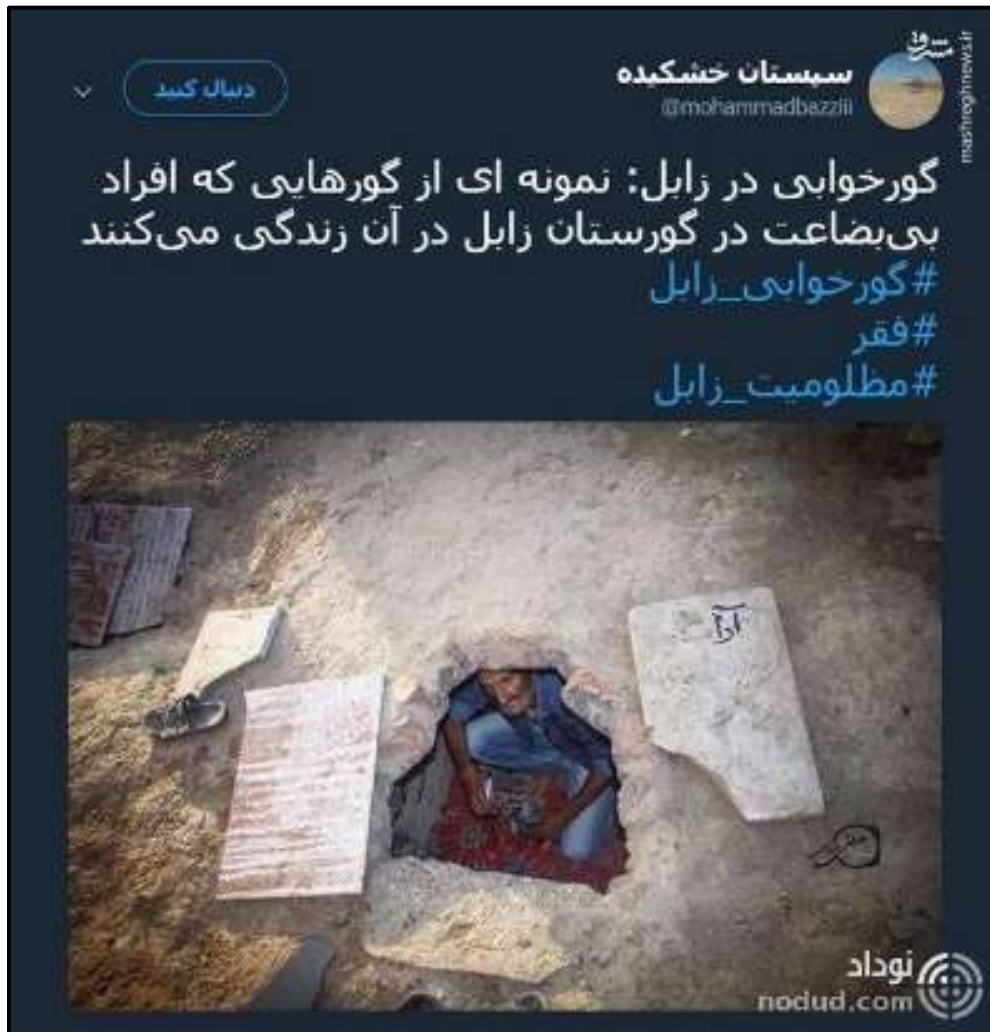 مشرق
mashreghnews.ir
سیستان خشکیده
@mohammadbazziii
دنبال کنید
گورخوابی در زابل: نمونه ای از گورهایی که افراد
بی‌بضاعت در گورستان زابل در آن زندگی می‌کنند
#گورخوابی_زابل
#فقر
#مظلومیت_زابل
نوداد
nodud.com